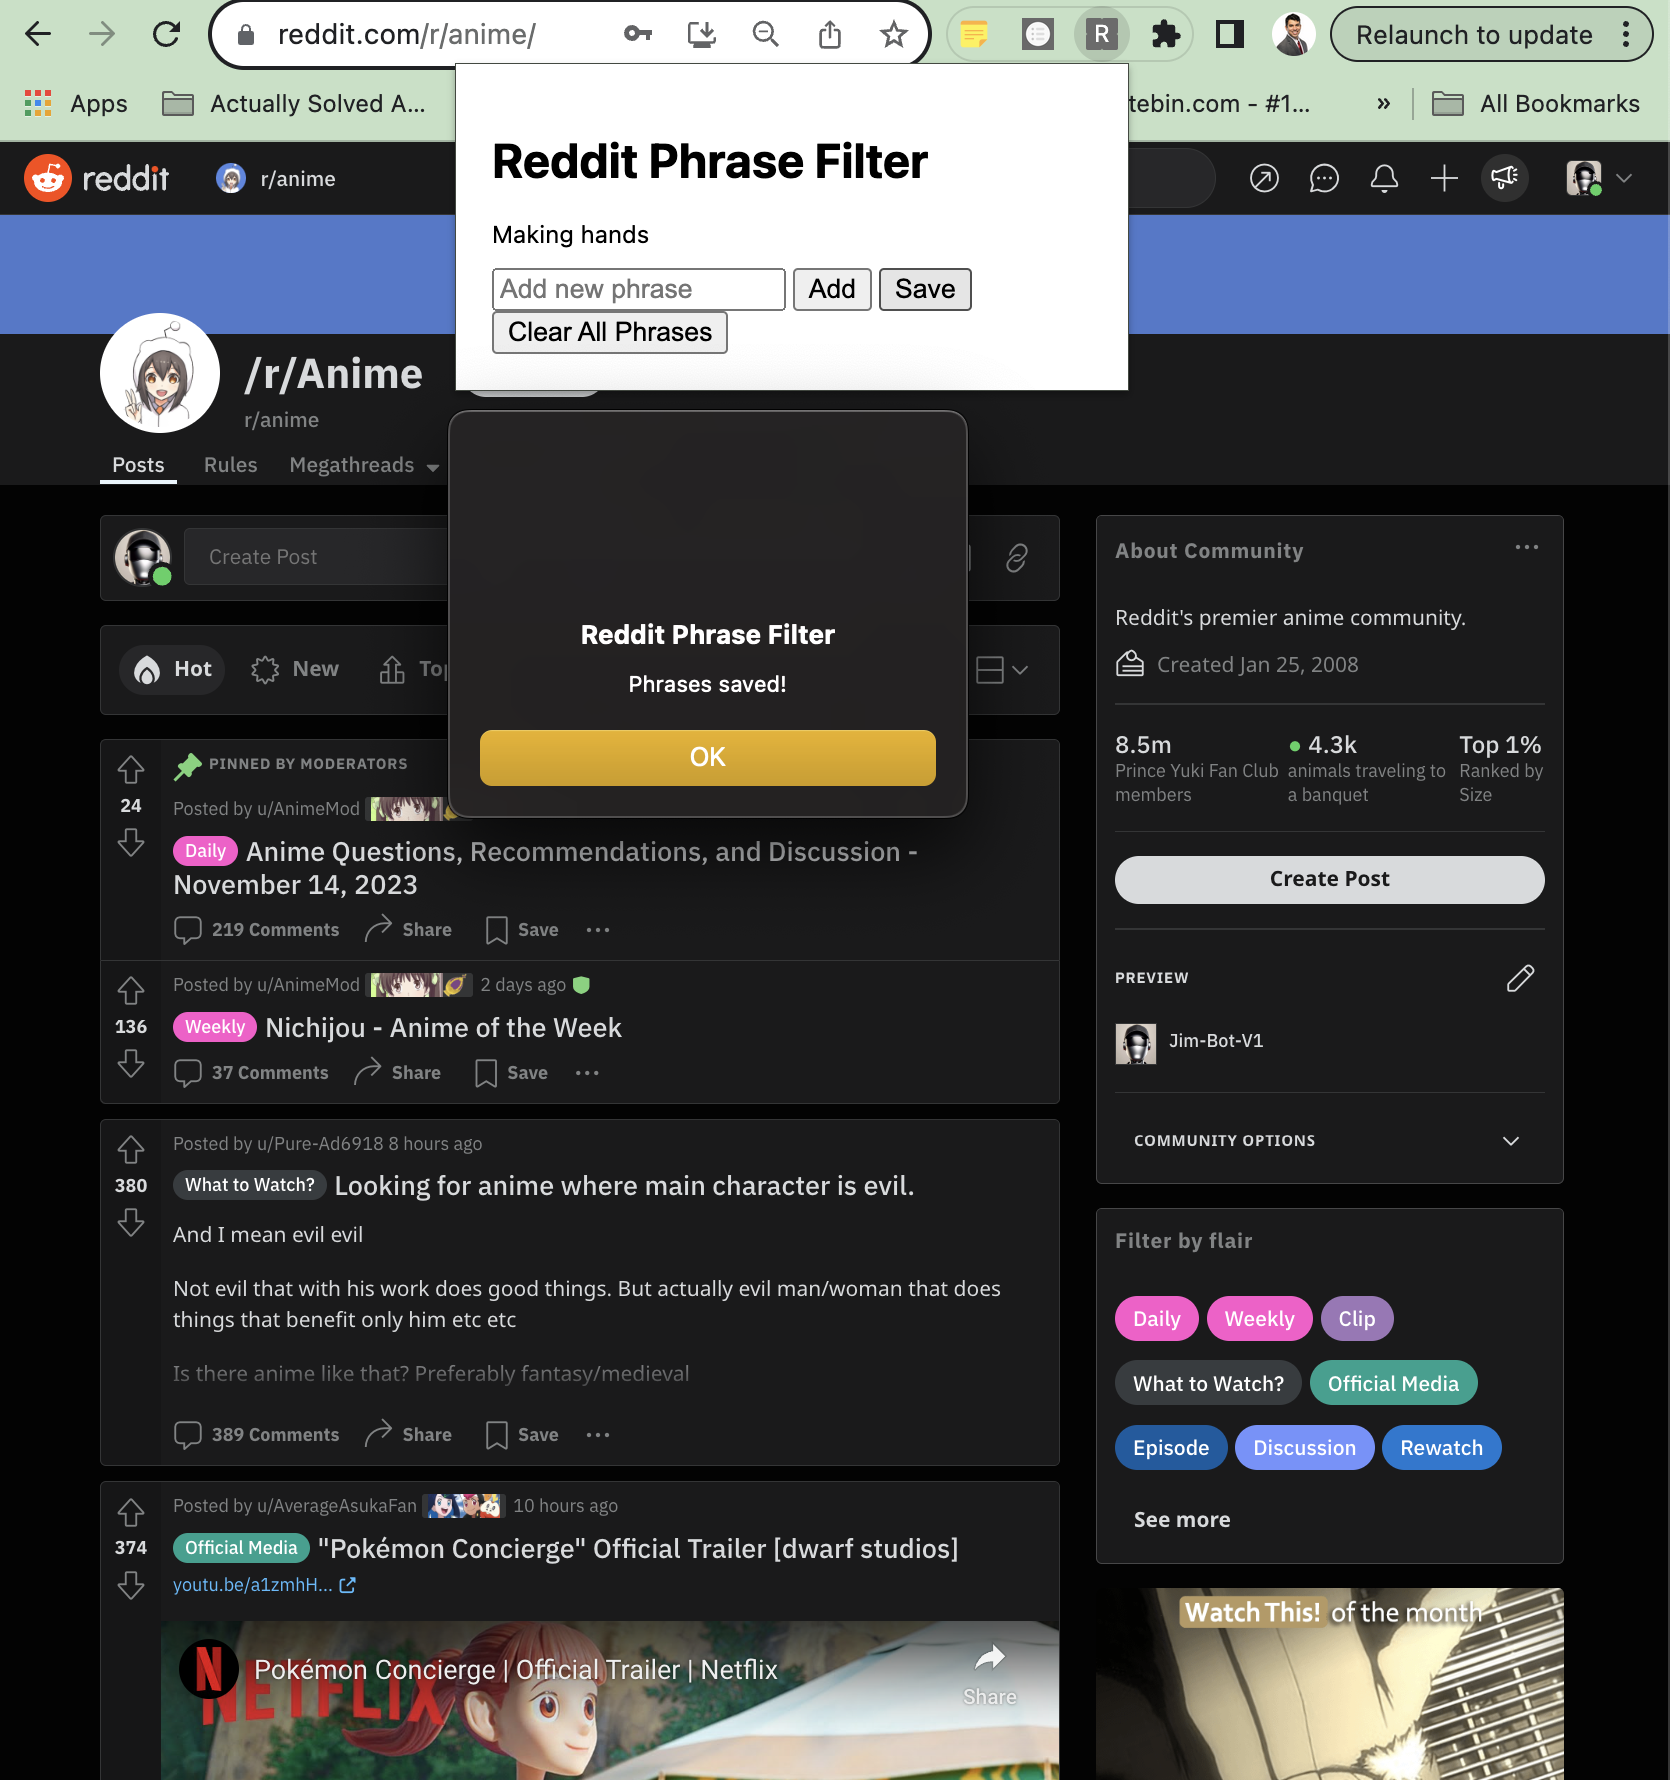 reddit.com/r/anime/
R
Relaunch to update
Apps
Actually Solved A...
tebin.com - #1...
»
All Bookmarks
Reddit Phrase Filter
Making hands
Add new phrase
Add
Save
Clear All Phrases
reddit
r/anime
/r/Anime
r/anime
Posts
Rules
Megathreads
Create Post
Hot
New
Reddit Phrase Filter
Phrases saved!
OK
PINNED BY MODERATORS
24
Posted by u/AnimeMod
Daily Anime Questions, Recommendations, and Discussion -
November 14, 2023
219 Comments
Share
Save
Posted by u/AnimeMod 2 days ago
136
Weekly Nichijou - Anime of the Week
37 Comments
Share
Save
Posted by u/Pure-Ad6918 8 hours ago
380
What to Watch? Looking for anime where main character is evil.
And I mean evil evil
Not evil that with his work does good things. But actually evil man/woman that does
things that benefit only him etc etc
Is there anime like that? Preferably fantasy/medieval
389 Comments
Share
Save
Posted by u/AverageAsukaFan 10 hours ago
374
Official Media "Pokémon Concierge" Official Trailer [dwarf studios]
youtu.be/a1zmhH...
N
Pokémon Concierge | Official Trailer | Netflix
Share
NETFLIX
About Community
Reddit's premier anime community.
Created Jan 25, 2008
8.5m
Prince Yuki Fan Club
members
4.3k
animals traveling to
a banquet
Top 1%
Ranked by
Size
Create Post
PREVIEW
Jim-Bot-V1
COMMUNITY OPTIONS
Filter by flair
Daily
Weekly
Clip
What to Watch?
Official Media
Episode
Discussion
Rewatch
See more
Watch This! of the month